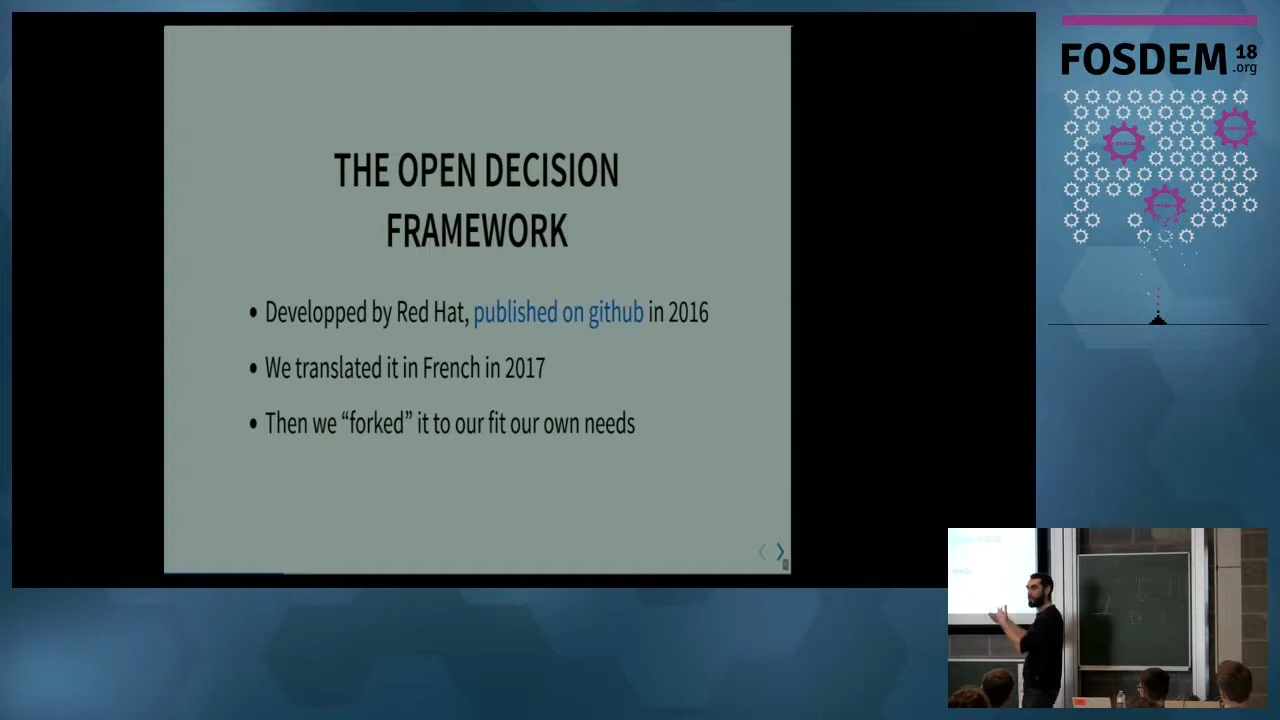 THE OPEN DECISION
FRAMEWORK
• Developped by Red Hat, published on github in 2016
• We translated it in French in 2017
• Then we “forked” it to our fit our own needs
FOSDEM 18
.org